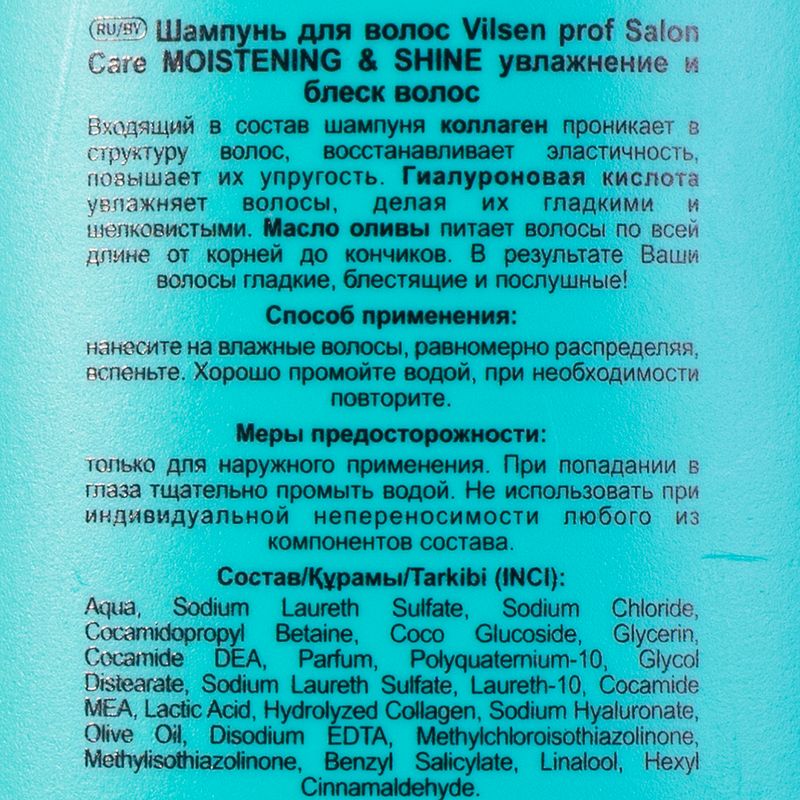 RU/BY Шампунь для волос Vilsen prof Salon
Care MOISTENING & SHINE увлажнение и
блеск волос
Входящий в состав шампуня коллаген проникает в
структуру волос, восстанавливает эластичность,
повышает их упругость. Гиалуроновая кислота
увлажняет волосы, делая их гладкими и
шелковистыми. Масло оливы питает волосы по всей
длине от корней до кончиков. В результате Ваши
волосы гладкие, блестящие и послушные!
Способ применения:
нанесите на влажные волосы, равномерно распределяя,
вспеньте. Хорошо промойте водой, при необходимости
повторите.
Меры предосторожности:
только для наружного применения. При попадании в
глаза тщательно промыть водой. Не использовать при
индивидуальной непереносимости любого из
компонентов состава.
Состав/Құрамы/Tarkibi (INCI):
Aqua, Sodium Laureth Sulfate, Sodium Chloride,
Cocamidopropyl Betaine, Coco Glucoside, Glycerin,
Cocamide DEA, Parfum, Polyquaternium-10, Glycol
Distearate, Sodium Laureth Sulfate, Laureth-10, Cocamide
MEA, Lactic Acid, Hydrolyzed Collagen, Sodium Hyaluronate,
Olive Oil, Disodium EDTA, Methylchloroisothiazolinone,
Methylisothiazolinone, Benzyl Salicylate, Linalool, Hexyl
Cinnamaldehyde.